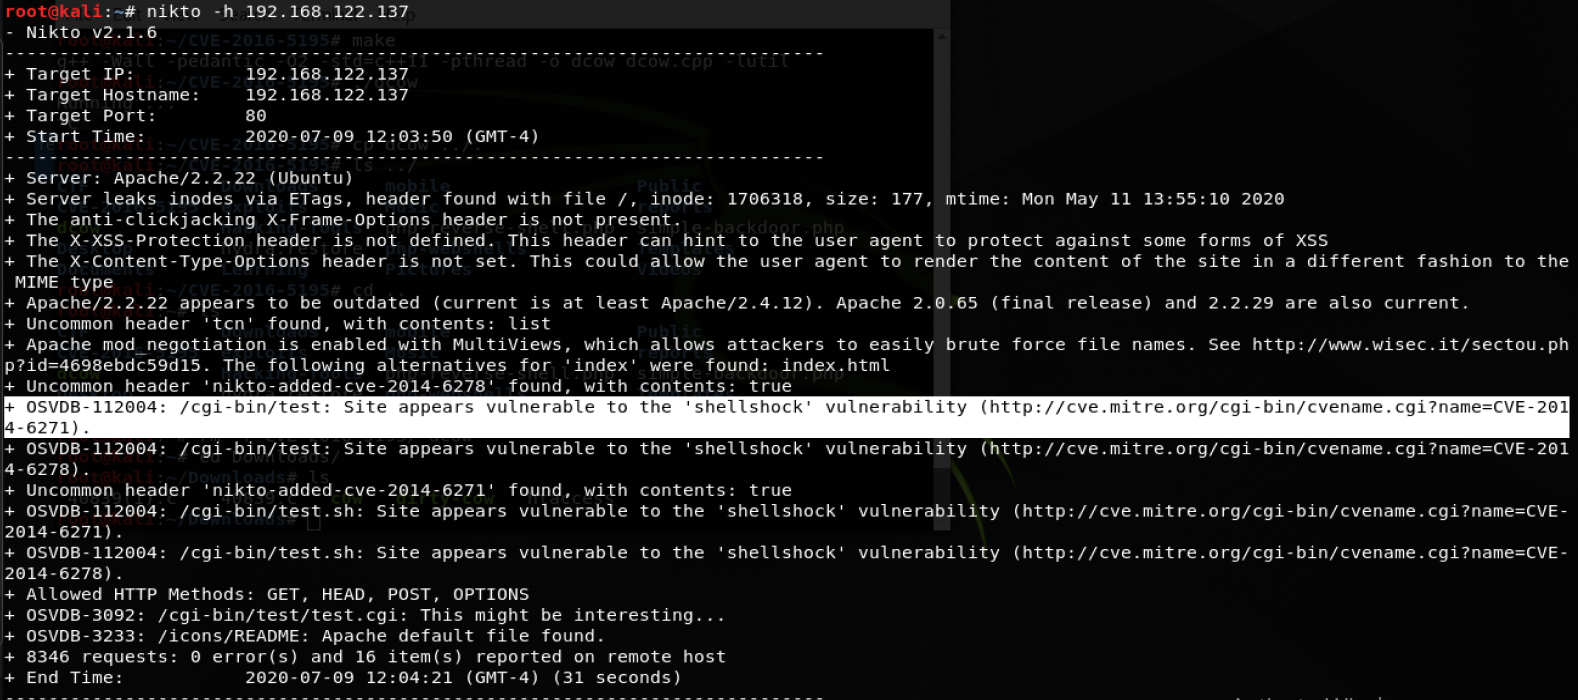 root@kali:~# nikto -h 192.168.122.137
- Nikto v2.1.6
---------------------------------------------------------------------------
+ Target IP:          192.168.122.137
+ Target Hostname:    192.168.122.137
+ Target Port:        80
+ Start Time:         2020-07-09 12:03:50 (GMT-4)
---------------------------------------------------------------------------
+ Server: Apache/2.2.22 (Ubuntu)
+ Server leaks inodes via ETags, header found with file /, inode: 1706318, size: 177, mtime: Mon May 11 13:55:10 2020
+ The anti-clickjacking X-Frame-Options header is not present.
+ The X-XSS-Protection header is not defined. This header can hint to the user agent to protect against some forms of XSS
+ The X-Content-Type-Options header is not set. This could allow the user agent to render the content of the site in a different fashion to the
 MIME type
+ Apache/2.2.22 appears to be outdated (current is at least Apache/2.4.12). Apache 2.0.65 (final release) and 2.2.29 are also current.
+ Uncommon header 'tcn' found, with contents: list
+ Apache mod_negotiation is enabled with MultiViews, which allows attackers to easily brute force file names. See http://www.wisec.it/sectou.ph
p?id=4698ebdc59d15. The following alternatives for 'index' were found: index.html
+ Uncommon header 'nikto-added-cve-2014-6278' found, with contents: true
+ OSVDB-112004: /cgi-bin/test: Site appears vulnerable to the 'shellshock' vulnerability (http://cve.mitre.org/cgi-bin/cvename.cgi?name=CVE-201
4-6271).
+ OSVDB-112004: /cgi-bin/test: Site appears vulnerable to the 'shellshock' vulnerability (http://cve.mitre.org/cgi-bin/cvename.cgi?name=CVE-201
4-6278).
+ Uncommon header 'nikto-added-cve-2014-6271' found, with contents: true
+ OSVDB-112004: /cgi-bin/test.sh: Site appears vulnerable to the 'shellshock' vulnerability (http://cve.mitre.org/cgi-bin/cvename.cgi?name=CVE-
2014-6271).
+ OSVDB-112004: /cgi-bin/test.sh: Site appears vulnerable to the 'shellshock' vulnerability (http://cve.mitre.org/cgi-bin/cvename.cgi?name=CVE-
2014-6278).
+ Allowed HTTP Methods: GET, HEAD, POST, OPTIONS
+ OSVDB-3092: /cgi-bin/test/test.cgi: This might be interesting...
+ OSVDB-3233: /icons/README: Apache default file found.
+ 8346 requests: 0 error(s) and 16 item(s) reported on remote host
+ End Time:           2020-07-09 12:04:21 (GMT-4) (31 seconds)
---------------------------------------------------------------------------